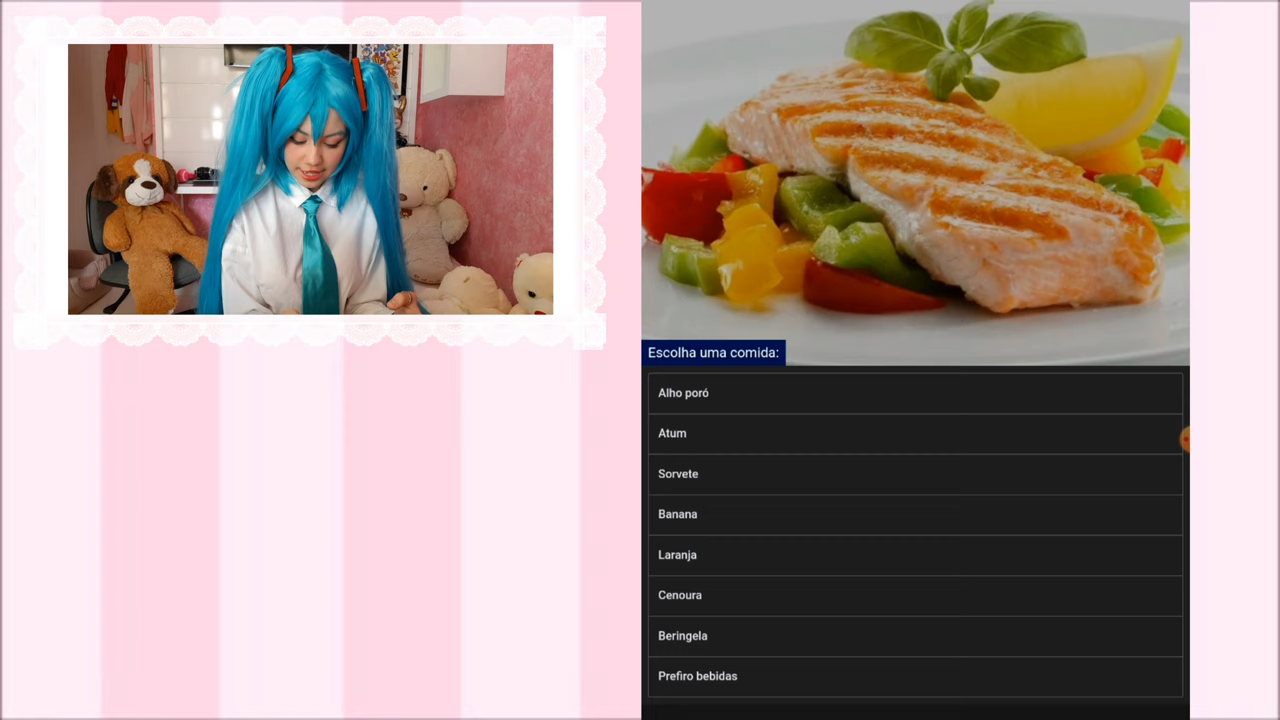 Escolha uma comida:
Alho poró
Atum
Sorvete
Banana
Laranja
Cenoura
Beringela
Prefiro bebidas